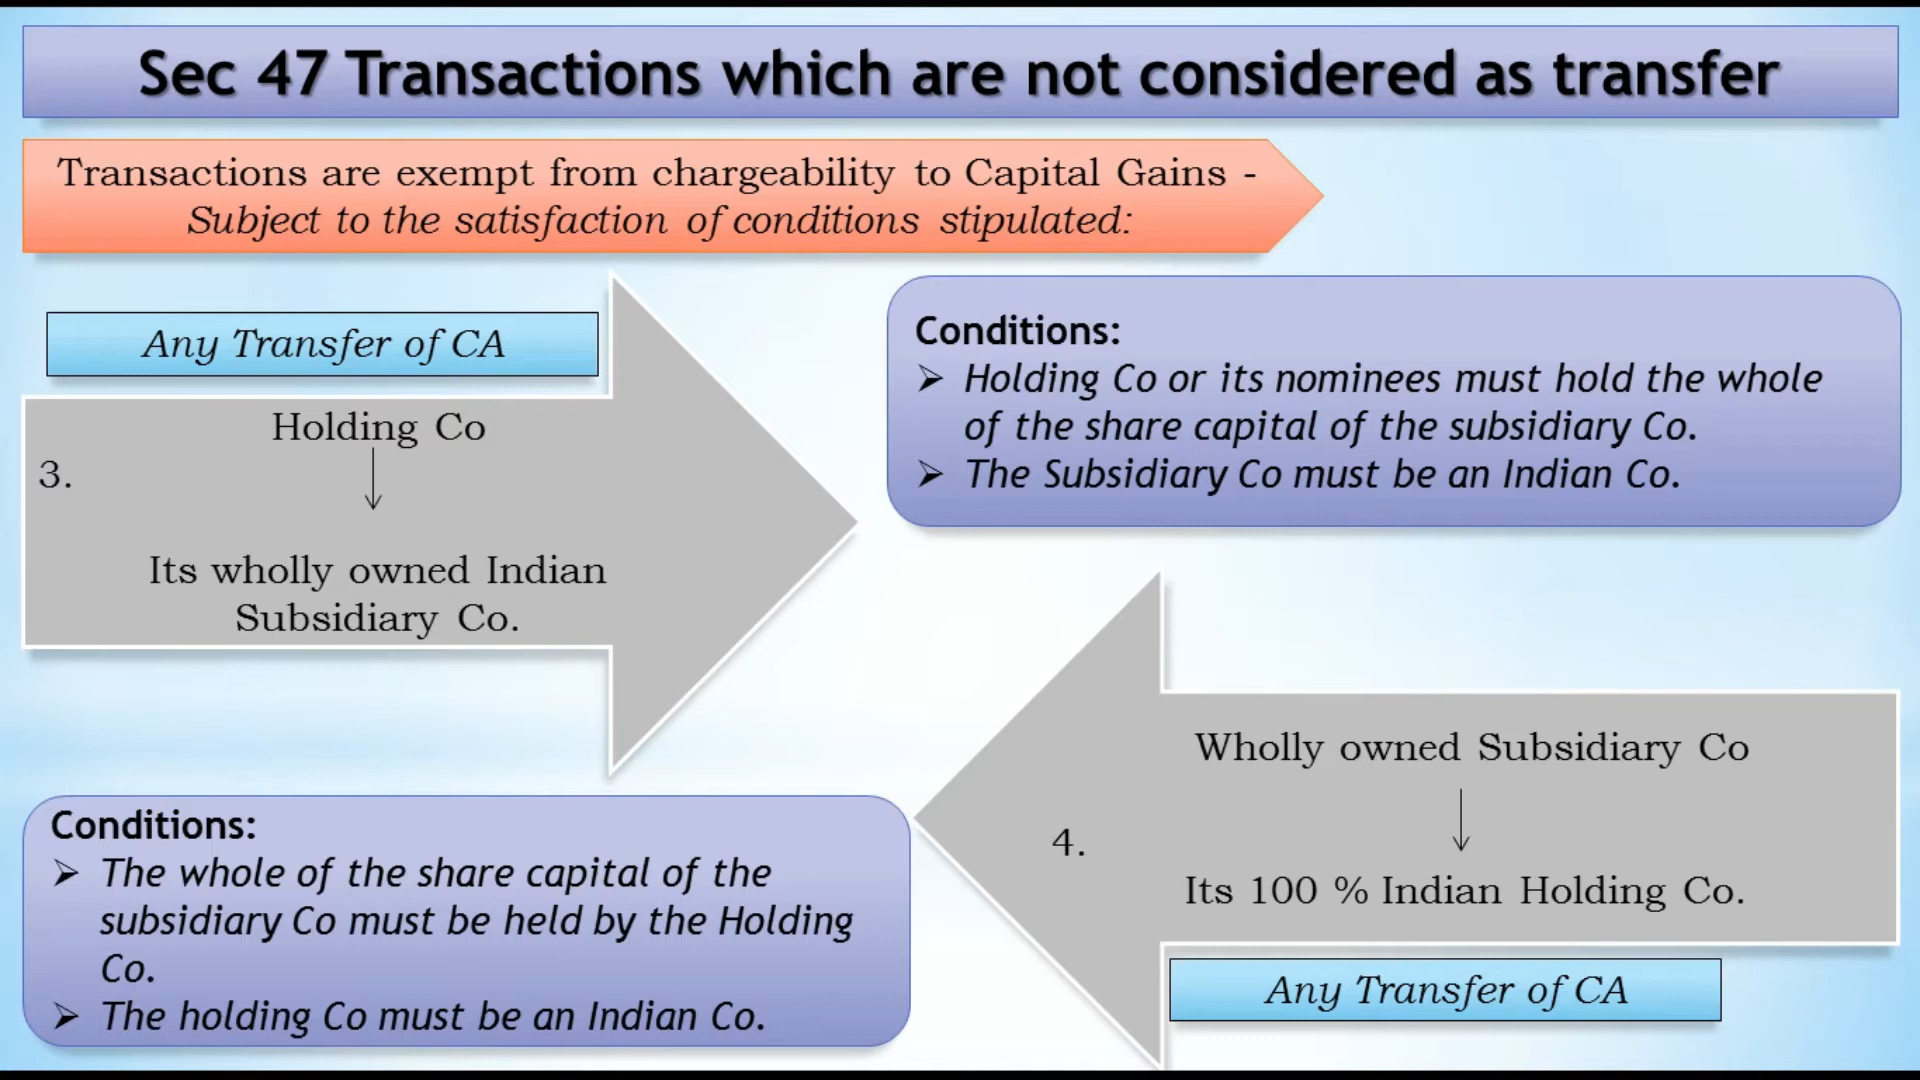 Sec 47 Transactions which are not considered as transfer
Transactions are exempt from chargeability to Capital Gains -
Subject to the satisfaction of conditions stipulated:
Any Transfer of CA
Holding Co
3.
Its wholly owned Indian
Subsidiary Co.
Conditions:
➢ Holding Co or its nominees must hold the whole
of the share capital of the subsidiary Co.
➢ The Subsidiary Co must be an Indian Co.
Wholly owned Subsidiary Co
4.
Its 100 % Indian Holding Co.
Any Transfer of CA
Conditions:
➢ The whole of the share capital of the
subsidiary Co must be held by the Holding
Co.
➢ The holding Co must be an Indian Co.